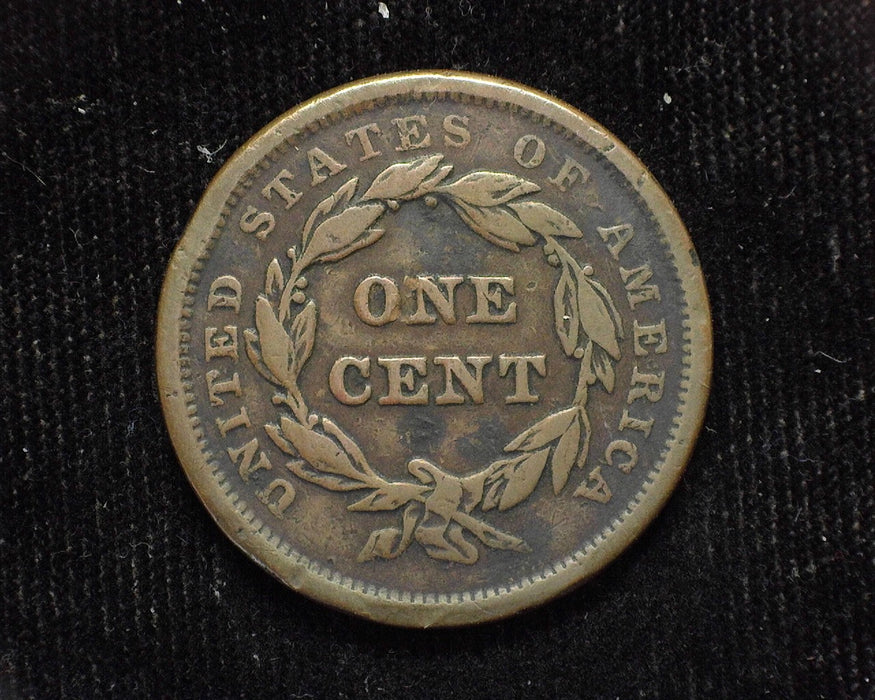 UNITED STATES OF AMERICA
ONE
CENT